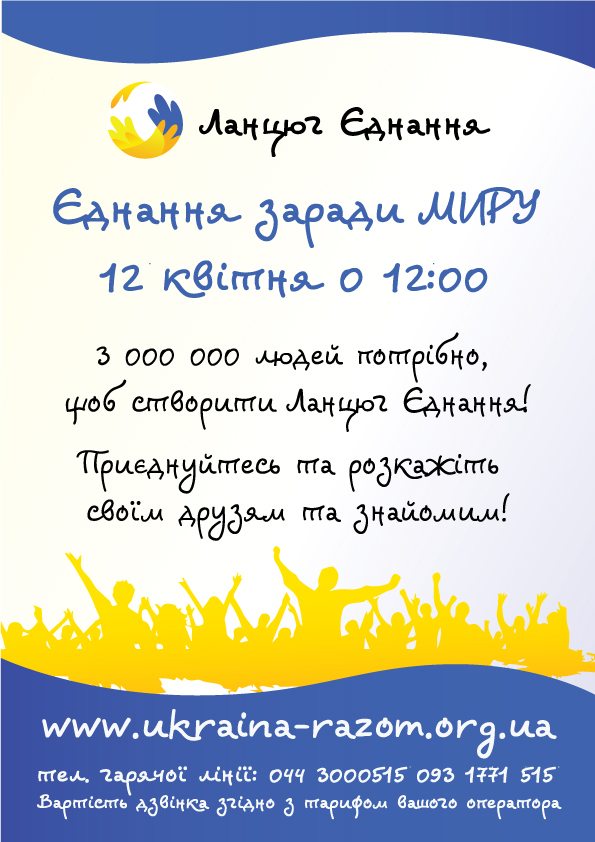 Ланцюг Єднання
Єднання заради МИРУ
12 квітня о 12:00
3 000 000 людей потрібно,
щоб створити Ланцюг Єднання!
Приєднуйтесь та розкажіть
своїм друзям та знайомим!
www.ukraina-razom.org.ua
тел. гарячої лінії: 044 3000515 093 1771 515
Вартість дзвінка згідно з тарифом вашого оператора